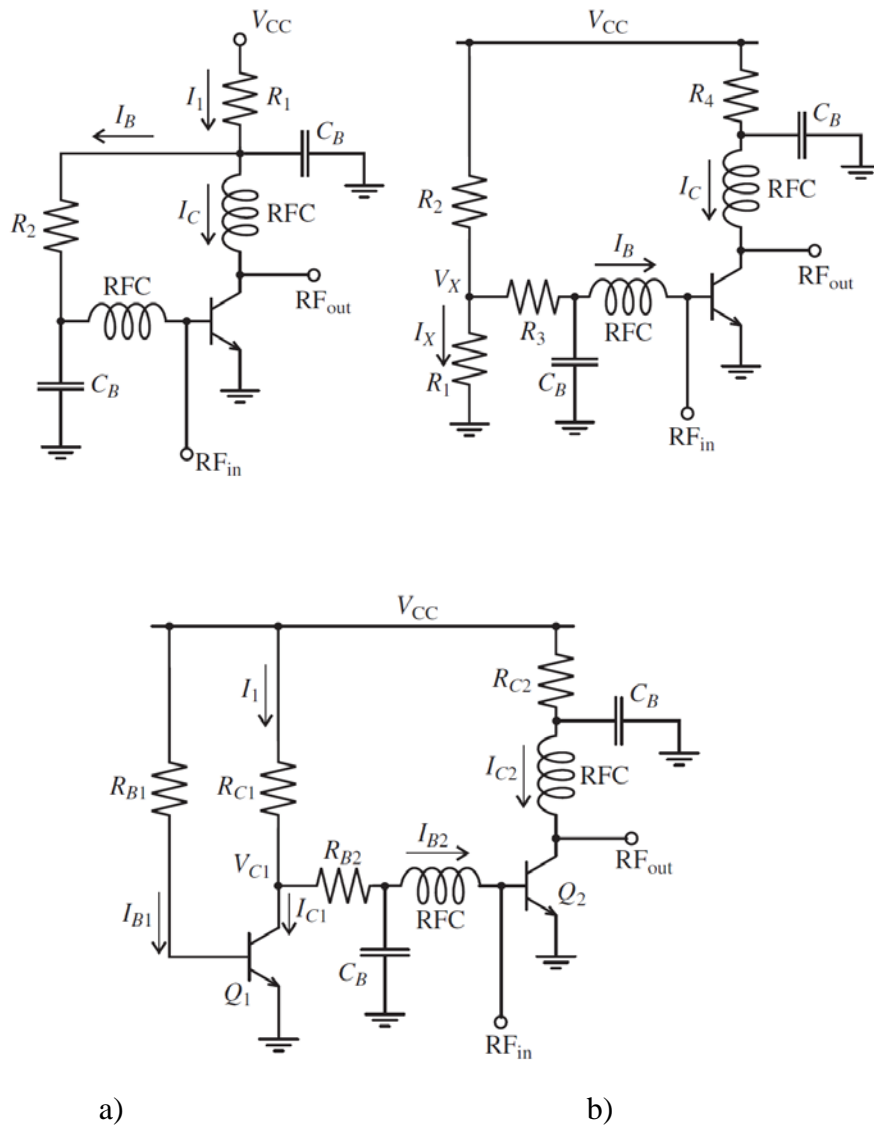 V_CC
I_1 R_1
I_B
C_B
I_C RFC
R_2
RFC
RF_out
C_B
RF_in
V_CC
R_4
C_B
R_2
I_C RFC
I_B
V_X
RF_out
R_3 RFC
I_X
R_1 C_B
RF_in
V_CC
I_1
R_C2
C_B
I_C2 RFC
R_B1 R_C1
I_B2
R_B2
V_C1
RF_out
I_B1 I_C1
RFC Q_2
C_B
Q_1
RF_in
a) b)